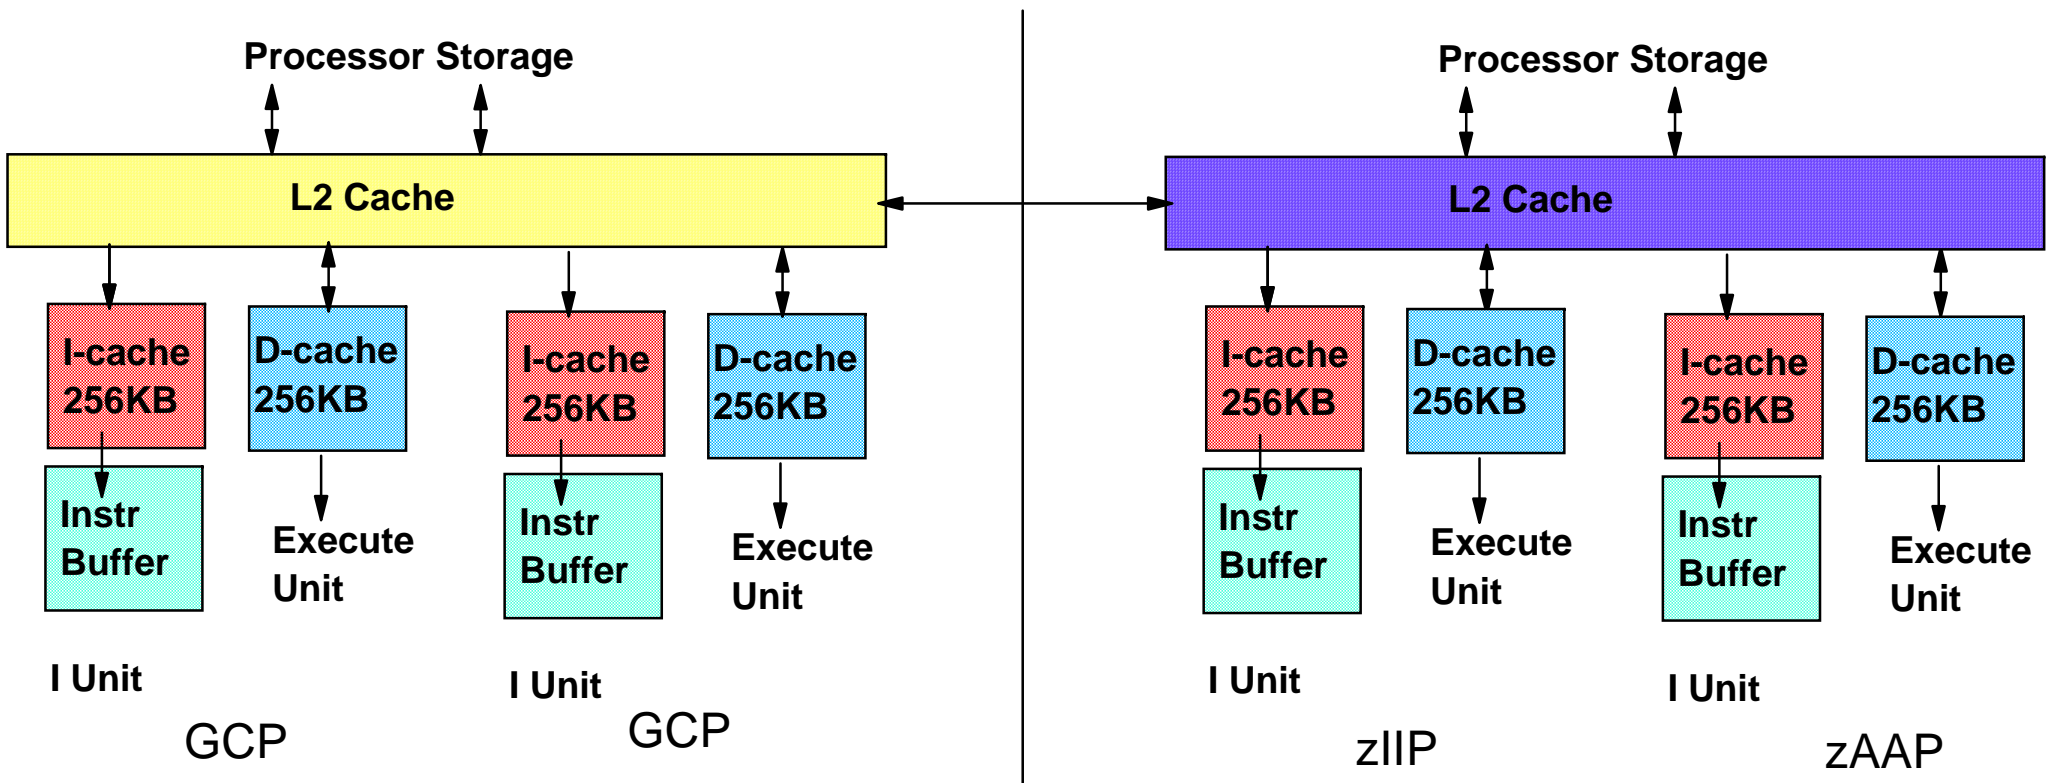 Processor Storage
L2 Cache
I-cache
256KB
D-cache
256KB
I-cache
256KB
D-cache
256KB
Instr
Buffer
Execute
Unit
Instr
Buffer
Execute
Unit
I Unit
I Unit
GCP
GCP
Processor Storage
L2 Cache
I-cache
256KB
D-cache
256KB
I-cache
256KB
D-cache
256KB
Instr
Buffer
Execute
Unit
Instr
Buffer
Execute
Unit
I Unit
I Unit
zIIP
zAAP